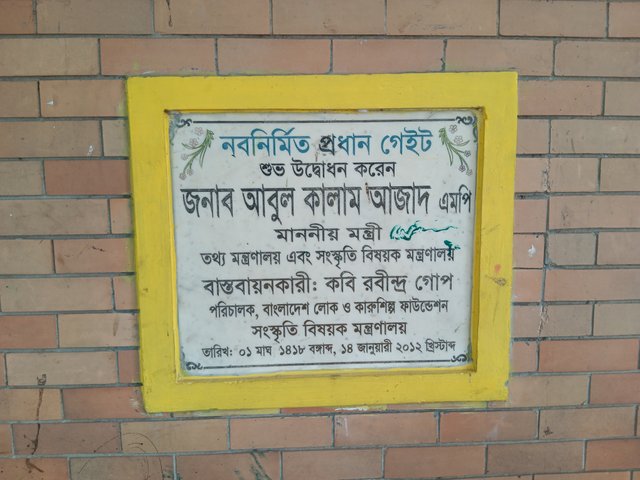 নবনির্মিত প্রধান গেইট
শুভ উদ্বোধন করেন
জনাব আবুল কালাম আজাদ এমপি
মাননীয় মন্ত্রী
তথ্য মন্ত্রণালয় এবং সংস্কৃতি বিষয়ক মন্ত্রণালয়
বাস্তবায়নকারী: কবি রবীন্দ্র গোপ
পরিচালক, বাংলাদেশ লোক ও কারুশিল্প ফাউন্ডেশন
সংস্কৃতি বিষয়ক মন্ত্রণালয়
তারিখ: ০১ মাঘ ১৪১৮ বঙ্গাব্দ, ১৪ জানুয়ারী ২০১২ খ্রিস্টাব্দ